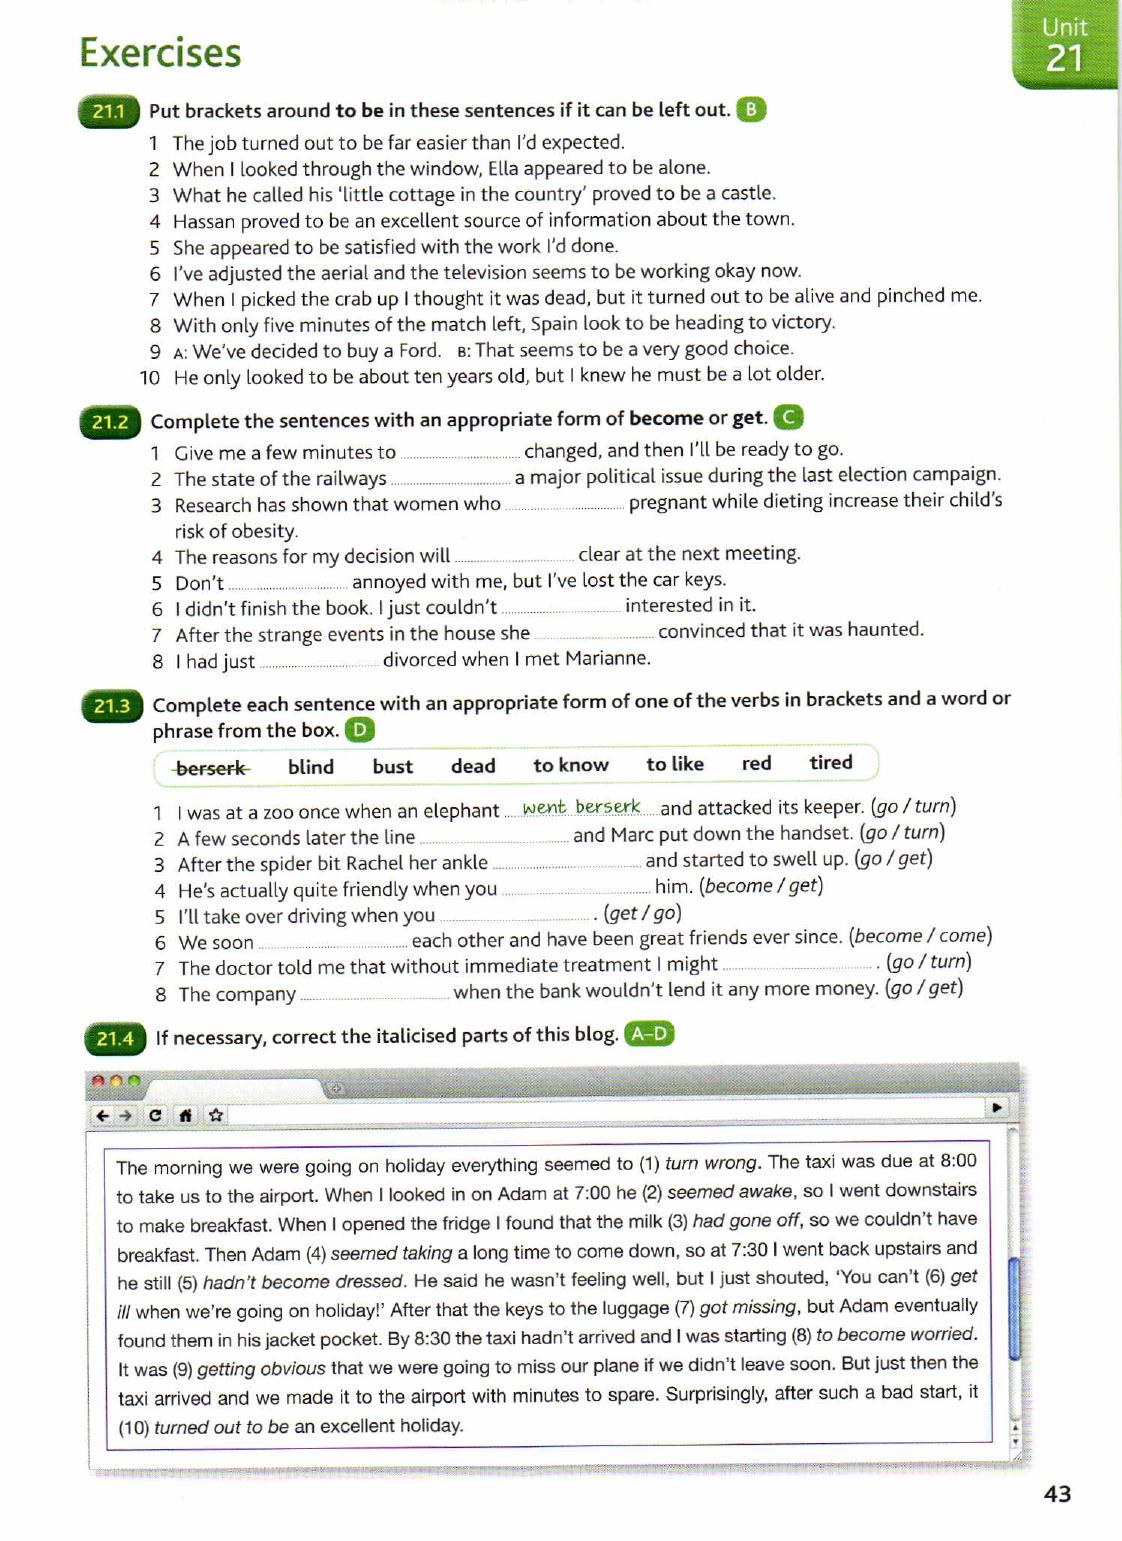 Unit
21
Exercises
21.1 Put brackets around to be in these sentences if it can be left out. B
1 The job turned out to be far easier than I'd expected.
2 When I looked through the window, Ella appeared to be alone.
3 What he called his 'little cottage in the country' proved to be a castle.
4 Hassan proved to be an excellent source of information about the town.
5 She appeared to be satisfied with the work I'd done.
6 I've adjusted the aerial and the television seems to be working okay now.
7 When I picked the crab up I thought it was dead, but it turned out to be alive and pinched me.
8 With only five minutes of the match left, Spain look to be heading to victory.
9 A: We've decided to buy a Ford. B: That seems to be a very good choice.
10 He only looked to be about ten years old, but I knew he must be a lot older.
21.2 Complete the sentences with an appropriate form of become or get. C
1 Give me a few minutes to .............................. changed, and then I'll be ready to go.
2 The state of the railways .............................. a major political issue during the last election campaign.
3 Research has shown that women who .............................. pregnant while dieting increase their child's
risk of obesity.
4 The reasons for my decision will .............................. clear at the next meeting.
5 Don't .............................. annoyed with me, but I've lost the car keys.
6 I didn't finish the book. I just couldn't .............................. interested in it.
7 After the strange events in the house she .............................. convinced that it was haunted.
8 I had just .............................. divorced when I met Marianne.
21.3 Complete each sentence with an appropriate form of one of the verbs in brackets and a word or
phrase from the box. D
berserk blind bust dead to know to like red tired
1 I was at a zoo once when an elephant ....went berserk.... and attacked its keeper. (go / turn)
2 A few seconds later the line .............................. and Marc put down the handset. (go / turn)
3 After the spider bit Rachel her ankle .............................. and started to swell up. (go / get)
4 He's actually quite friendly when you .............................. him. (become / get)
5 I'll take over driving when you .............................. . (get / go)
6 We soon .............................. each other and have been great friends ever since. (become / come)
7 The doctor told me that without immediate treatment I might .............................. . (go / turn)
8 The company .............................. when the bank wouldn't lend it any more money. (go / get)
21.4 If necessary, correct the italicised parts of this blog. A–D
The morning we were going on holiday everything seemed to (1) turn wrong. The taxi was due at 8:00
to take us to the airport. When I looked in on Adam at 7:00 he (2) seemed awake, so I went downstairs
to make breakfast. When I opened the fridge I found that the milk (3) had gone off, so we couldn't have
breakfast. Then Adam (4) seemed taking a long time to come down, so at 7:30 I went back upstairs and
he still (5) hadn't become dressed. He said he wasn't feeling well, but I just shouted, 'You can't (6) get
ill when we're going on holiday!' After that the keys to the luggage (7) got missing, but Adam eventually
found them in his jacket pocket. By 8:30 the taxi hadn't arrived and I was starting (8) to become worried.
It was (9) getting obvious that we were going to miss our plane if we didn't leave soon. But just then the
taxi arrived and we made it to the airport with minutes to spare. Surprisingly, after such a bad start, it
(10) turned out to be an excellent holiday.
43